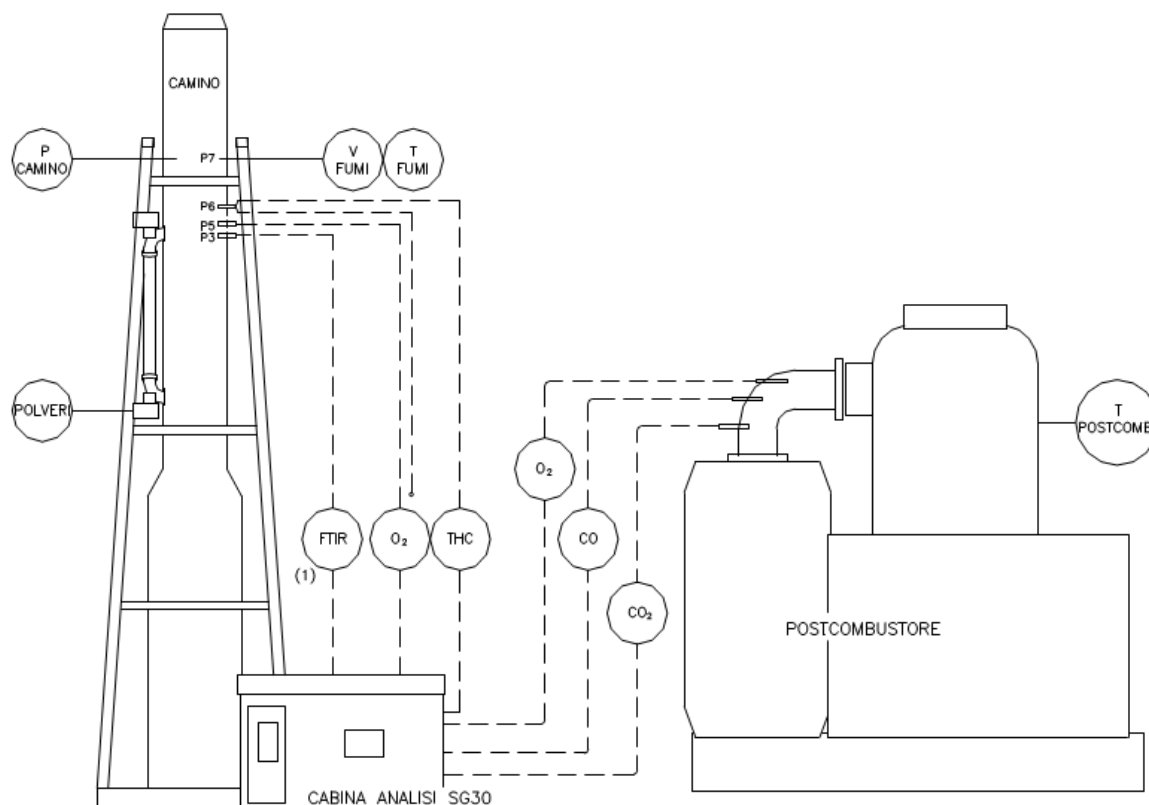 CAMINO
P
CAMINO
P7
V
FUMI
T
FUMI
P6
P5
P3
POLVERI
T
POSTCOMB
O₂
FTIR
(1)
O₂
THC
CO
CO₂
POSTCOMBUSTORE
CABINA ANALISI SG30